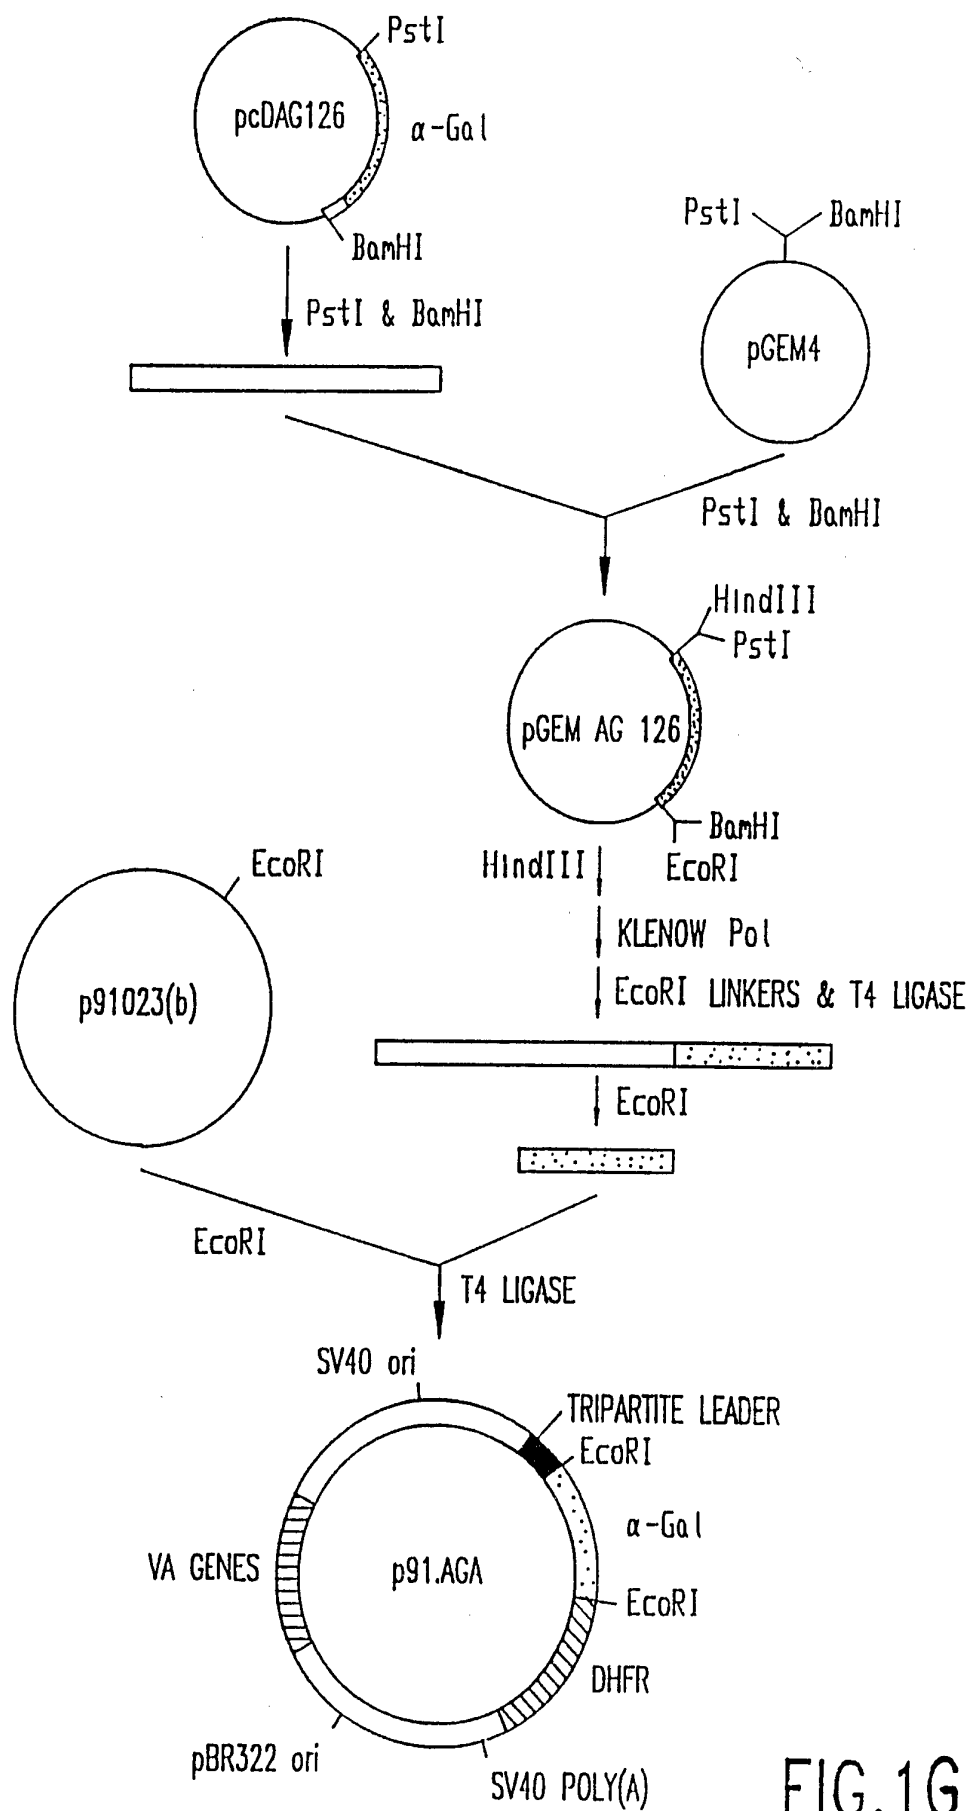 PstI
pcDAG126
α-Gal
BamHI
PstI & BamHI
PstI
BamHI
pGEM4
PstI & BamHI
HindIII
PstI
pGEM AG 126
BamHI
EcoRI
HindIII
EcoRI
KLENOW Pol
p91023(b)
EcoRI LINKERS & T4 LIGASE
EcoRI
EcoRI
T4 LIGASE
SV40 ori
TRIPARTITE LEADER
EcoRI
α-Gal
VA GENES
p91.AGA
EcoRI
DHFR
pBR322 ori
SV40 POLY(A)
FIG.1G